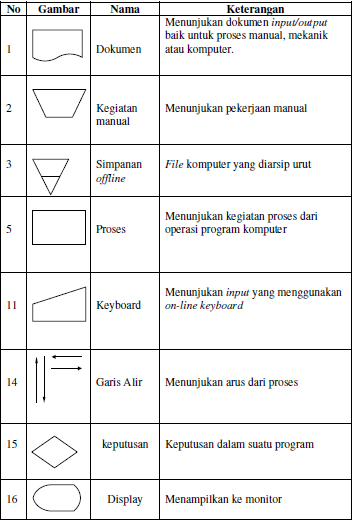 No Gambar Nama Keterangan
1 Dokumen Menunjukan dokumen input/output
baik untuk proses manual, mekanik
atau komputer.
2 Kegiatan
manual
Menunjukan pekerjaan manual
3 Simpanan
offline
File komputer yang diarsip urut
5 Proses Menunjukan kegiatan proses dari
operasi program komputer
11 Keyboard Menunjukan input yang menggunakan
on-line keyboard
14 Garis Alir Menunjukan arus dari proses
15 keputusan Keputusan dalam suatu program
16 Display Menampilkan ke monitor